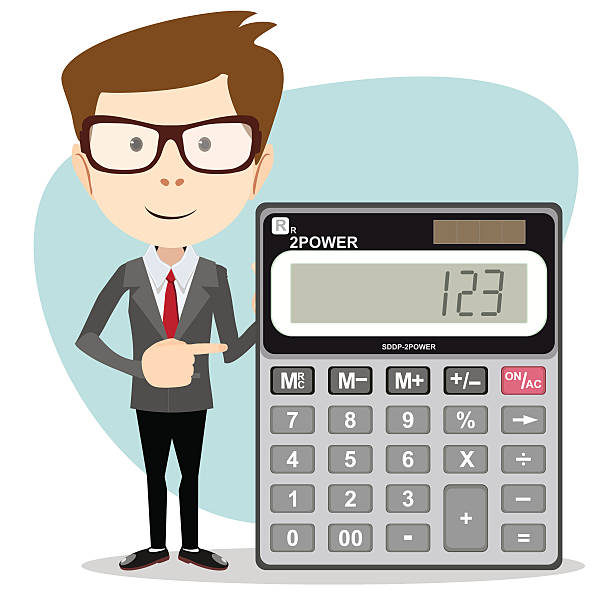 R R
2POWER
123
SDDP-2POWER
MRC M− M+ +/− ON/AC
7 8 9 % →
4 5 6 X ÷
1 2 3 −
+
0 00 - =